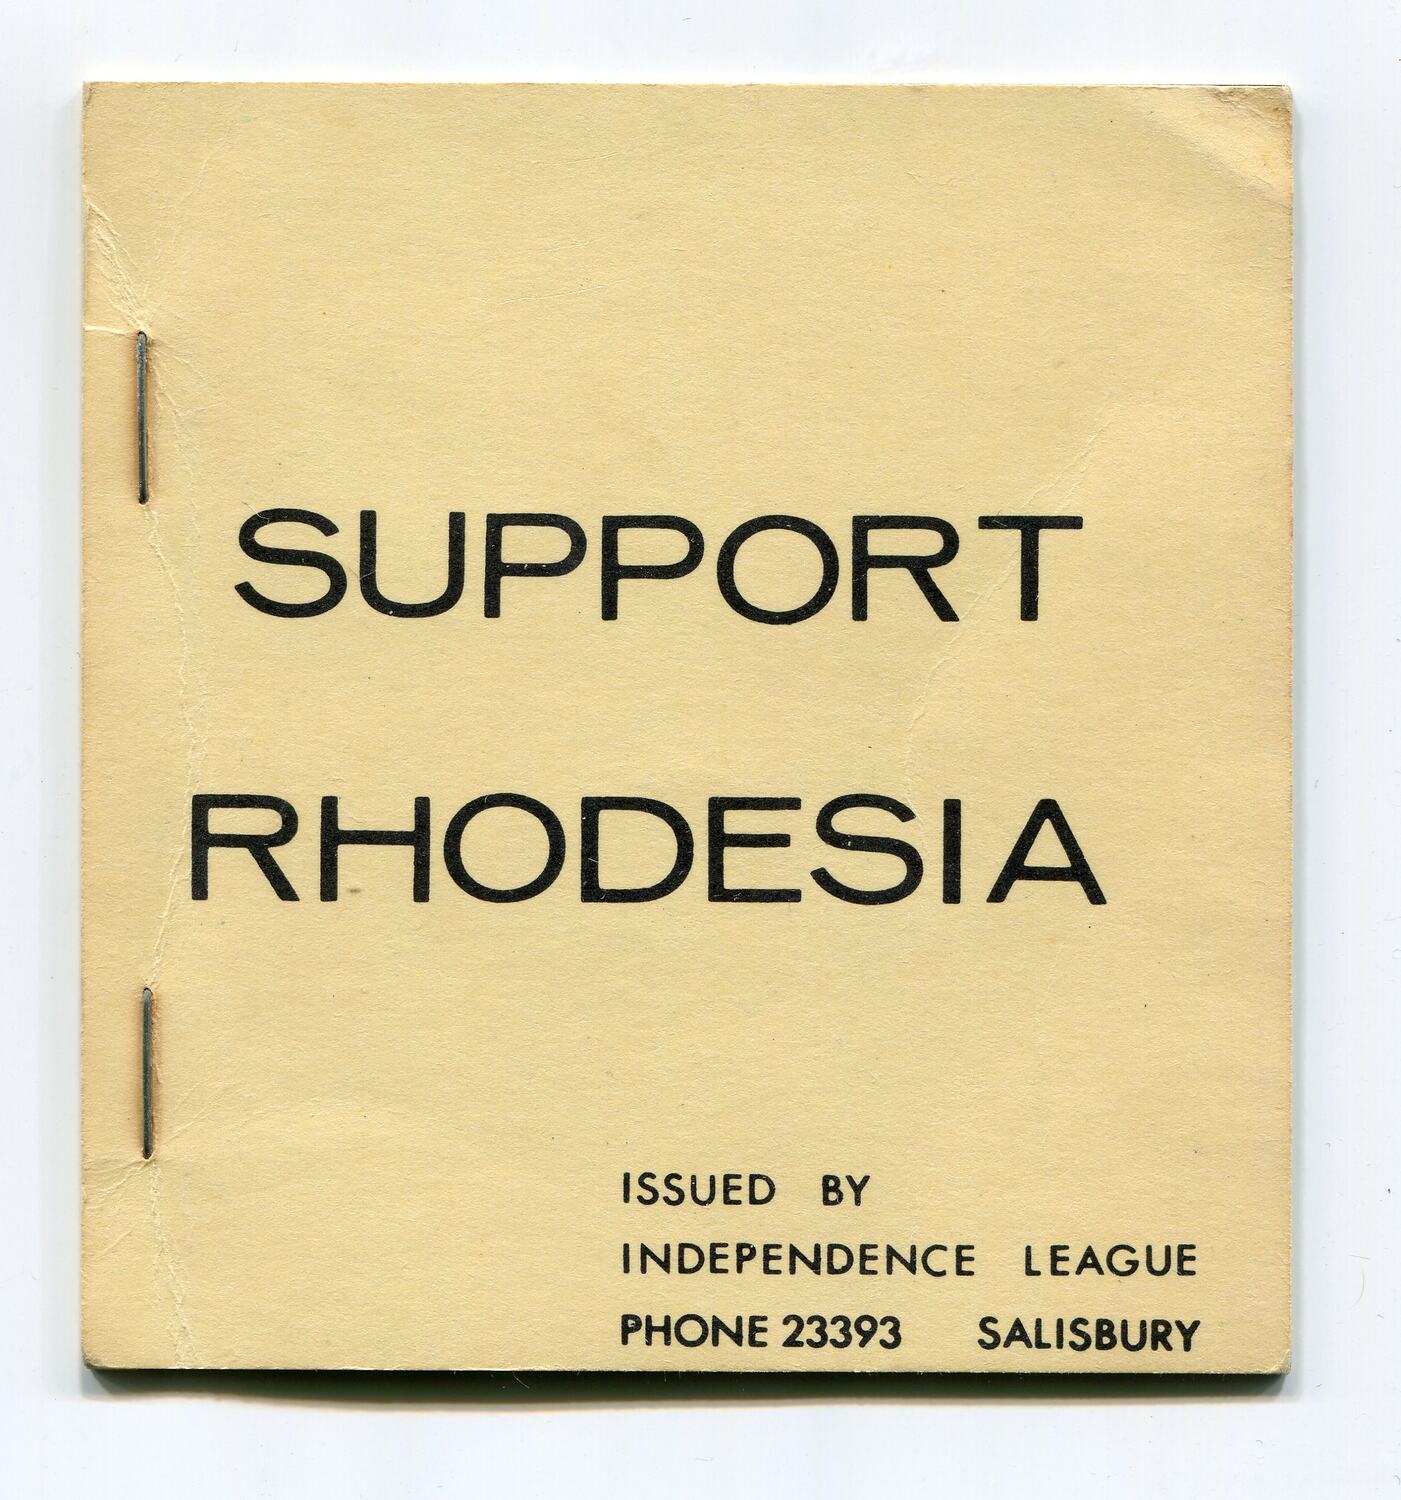 SUPPORT
RHODESIA
ISSUED BY
INDEPENDENCE LEAGUE
PHONE 23393 SALISBURY